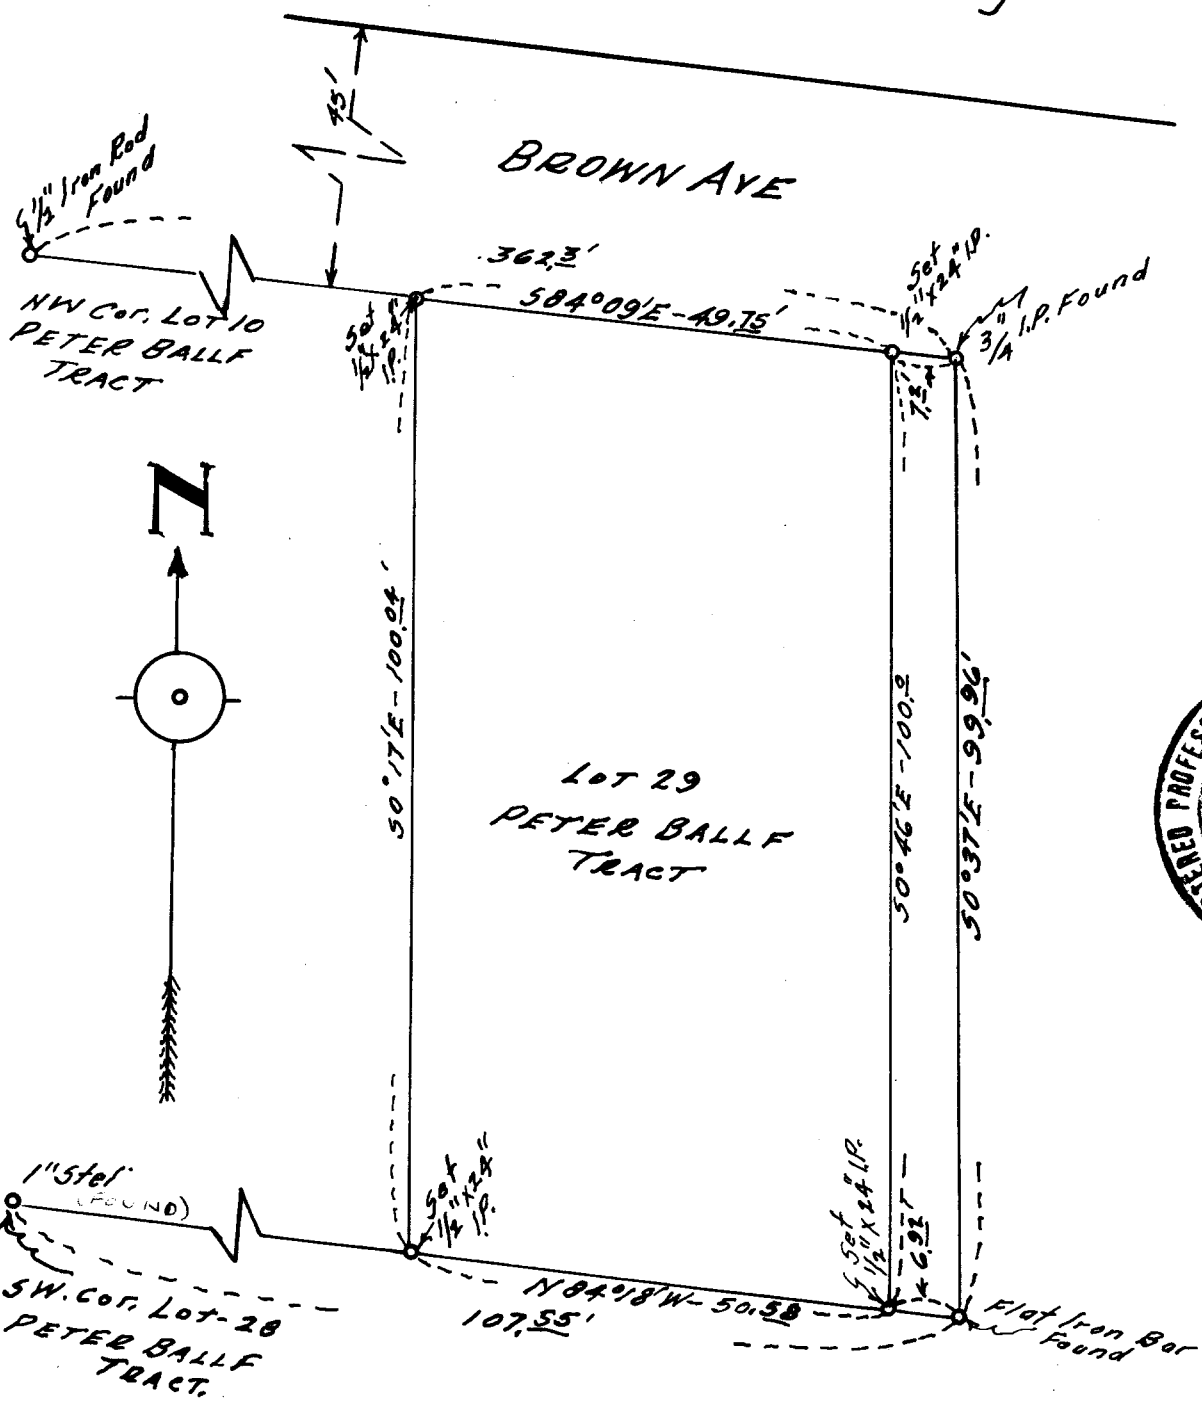 45'
BROWN AVE
1/2" Iron Rod
Found
362.3'
S84°09'E-49.75'
Set
1/2"x24" I.P.
3/4" I.P. Found
NW Cor. LOT 10
PETER BALLF
TRACT
Set
1/2"x24"
I.P.
N
S0°17'E-100.04'
S0°46'E-100.0
S0°37'E-99.96'
LOT 29
PETER BALLF
TRACT
1" Stel
(FOUND)
Set
1/2"x24"
I.P.
Set
1/2"x24" I.P.
6.92
SW. Cor. Lot-28
PETER BALLF
TRACT.
N84°18'W-50.58
107.55'
Flat Iron Bar
Found